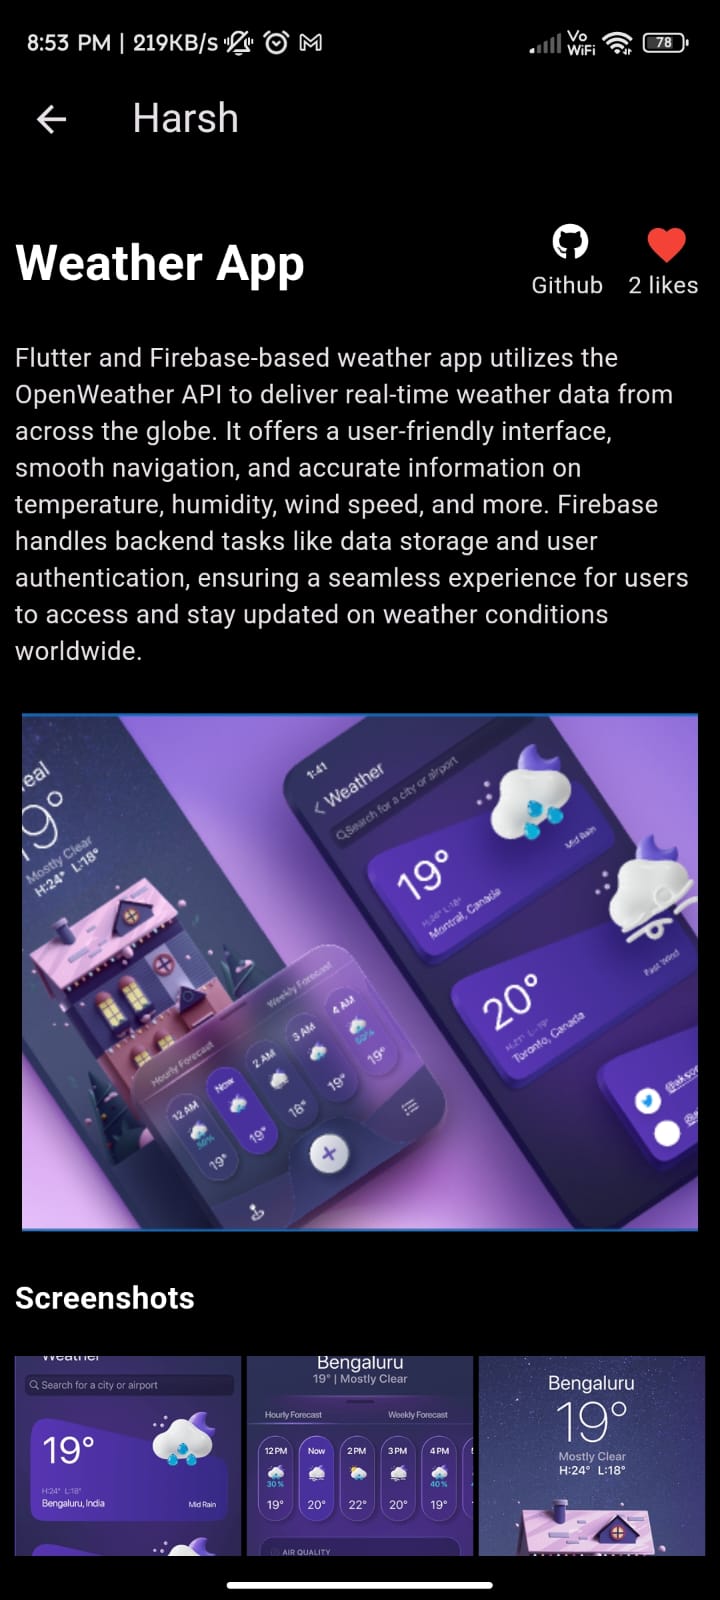 8:53 PM | 219KB/s
Vo
WiFi
78
Harsh
Weather App
Github
2 likes
Flutter and Firebase-based weather app utilizes the
OpenWeather API to deliver real-time weather data from
across the globe. It offers a user-friendly interface,
smooth navigation, and accurate information on
temperature, humidity, wind speed, and more. Firebase
handles backend tasks like data storage and user
authentication, ensuring a seamless experience for users
to access and stay updated on weather conditions
worldwide.
eal
9°
Mostly Clear
H:24° L:18°
1:41
Weather
Search for a city or airport
19°
H:24° L:18°
Montreal, Canada
Mid Rain
20°
Toronto, Canada
Fast Wind
Hourly Forecast
Weekly Forecast
12 AM
Now
2 AM
3 AM
4 AM
30%
50%
19°
19°
18°
19°
19°
Screenshots
Weather
Search for a city or airport
19°
H:24° L:18°
Bengaluru, India
Mid Rain
Bengaluru
19° | Mostly Clear
Hourly Forecast
Weekly Forecast
12 PM
Now
2 PM
3 PM
4 PM
30%
40%
19°
20°
22°
20°
19°
AIR QUALITY
Bengaluru
19°
Mostly Clear
H:24° L:18°